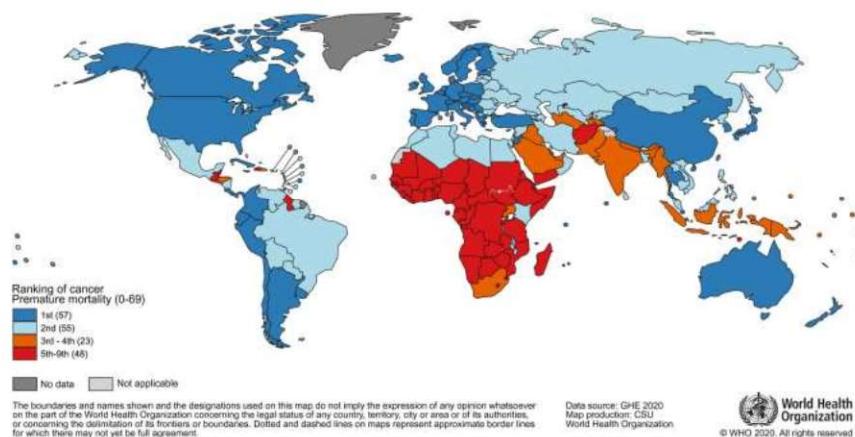 Ranking of cancer
Premature mortality (0-69)
1st (57)
2nd (55)
3rd - 4th (23)
5th-9th (48)
No data
Not applicable
The boundaries and names shown and the designations used on this map do not imply the expression of any opinion whatsoever
on the part of the World Health Organization concerning the legal status of any country, territory, city or area or of its authorities,
or concerning the delimitation of its frontiers or boundaries. Dotted and dashed lines on maps represent approximate border lines
for which there may not yet be full agreement.
Data source: GHE 2020
Map production: CSU
World Health Organization
World Health
Organization
© WHO 2020. All rights reserved